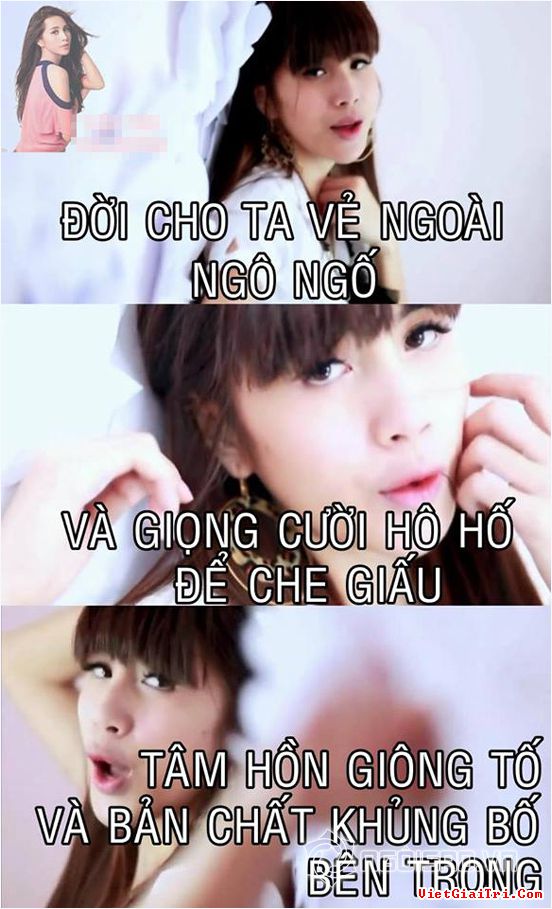 ĐỜI CHO TA VẺ NGOÀI
NGÔ NGỐ
VÀ GIỌNG CƯỜI HÔ HỐ
ĐỂ CHE GIẤU
TÂM HỒN GIÔNG TỐ
VÀ BẢN CHẤT KHỦNG BỐ
BÊN TRONG
VietGiaiTri.Com